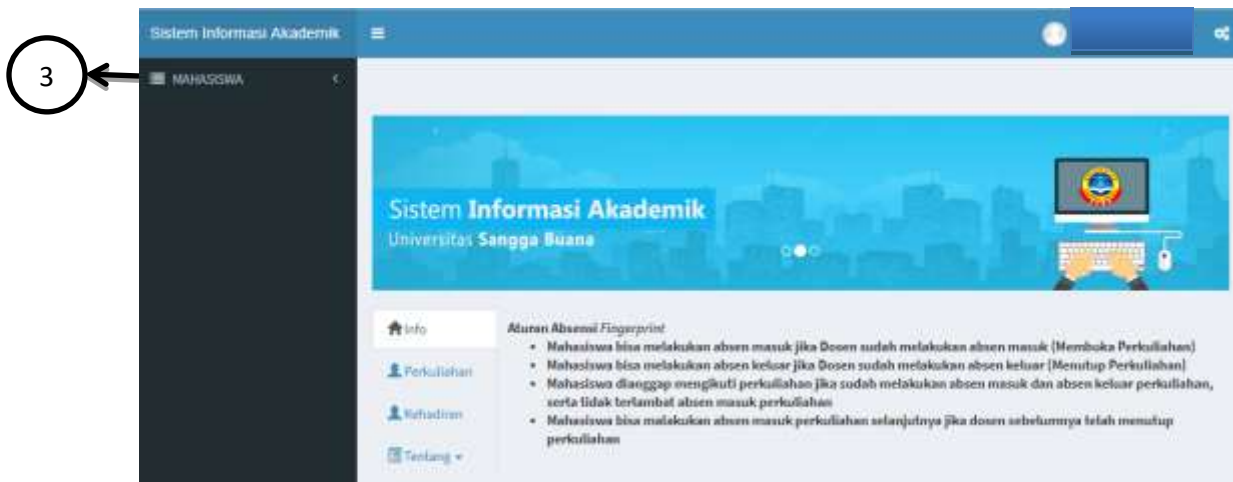 Sistem Informasi Akademik
3
MAHASISWA
Sistem Informasi Akademik
Universitas Sangga Buana
Info
Perkuliahan
Kehadiran
Tentang
Aturan Absensi Fingerprint
• Mahasiswa bisa melakukan absen masuk jika Dosen sudah melakukan absen masuk (Membuka Perkuliahan)
• Mahasiswa bisa melakukan absen keluar jika Dosen sudah melakukan absen keluar (Menutup Perkuliahan)
• Mahasiswa dianggap mengikuti perkuliahan jika sudah melakukan absen masuk dan absen keluar perkuliahan,
serta tidak terlambat absen masuk perkuliahan
• Mahasiswa bisa melakukan absen masuk perkuliahan selanjutnya jika dosen sebelumnya telah menutup
perkuliahan